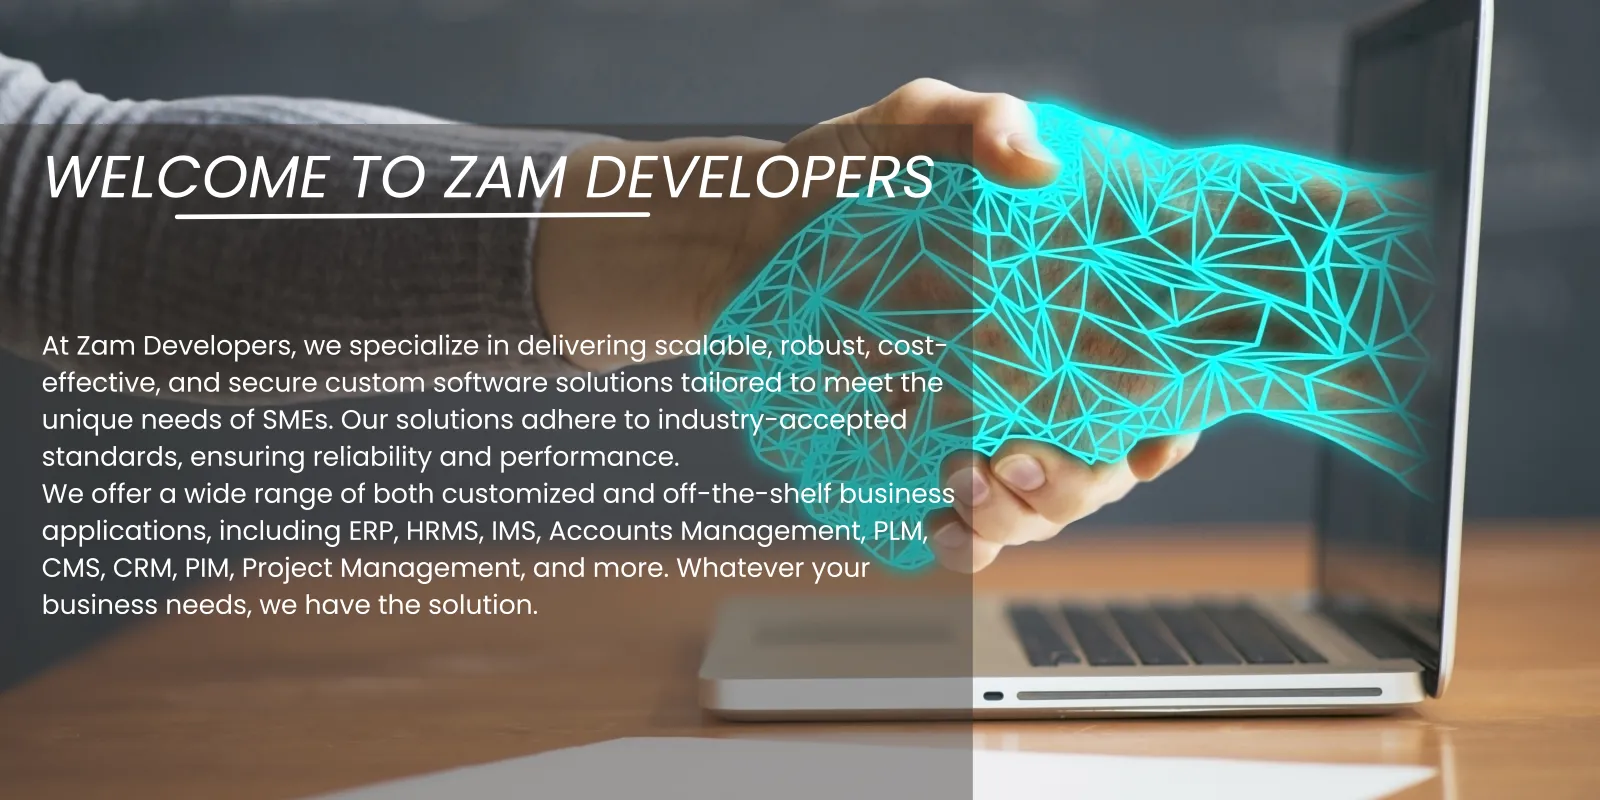 WELCOME TO ZAM DEVELOPERS
At Zam Developers, we specialize in delivering scalable, robust, cost-
effective, and secure custom software solutions tailored to meet the
unique needs of SMEs. Our solutions adhere to industry-accepted
standards, ensuring reliability and performance.
We offer a wide range of both customized and off-the-shelf business
applications, including ERP, HRMS, IMS, Accounts Management, PLM,
CMS, CRM, PIM, Project Management, and more. Whatever your
business needs, we have the solution.